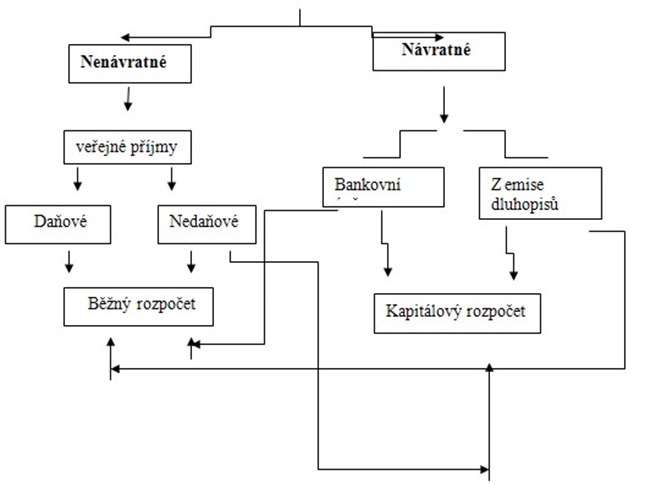 Nenávratné
Návratné
veřejné příjmy
Bankovní
Z emise
dluhopisů
Daňové
Nedaňové
Běžný rozpočet
Kapitálový rozpočet